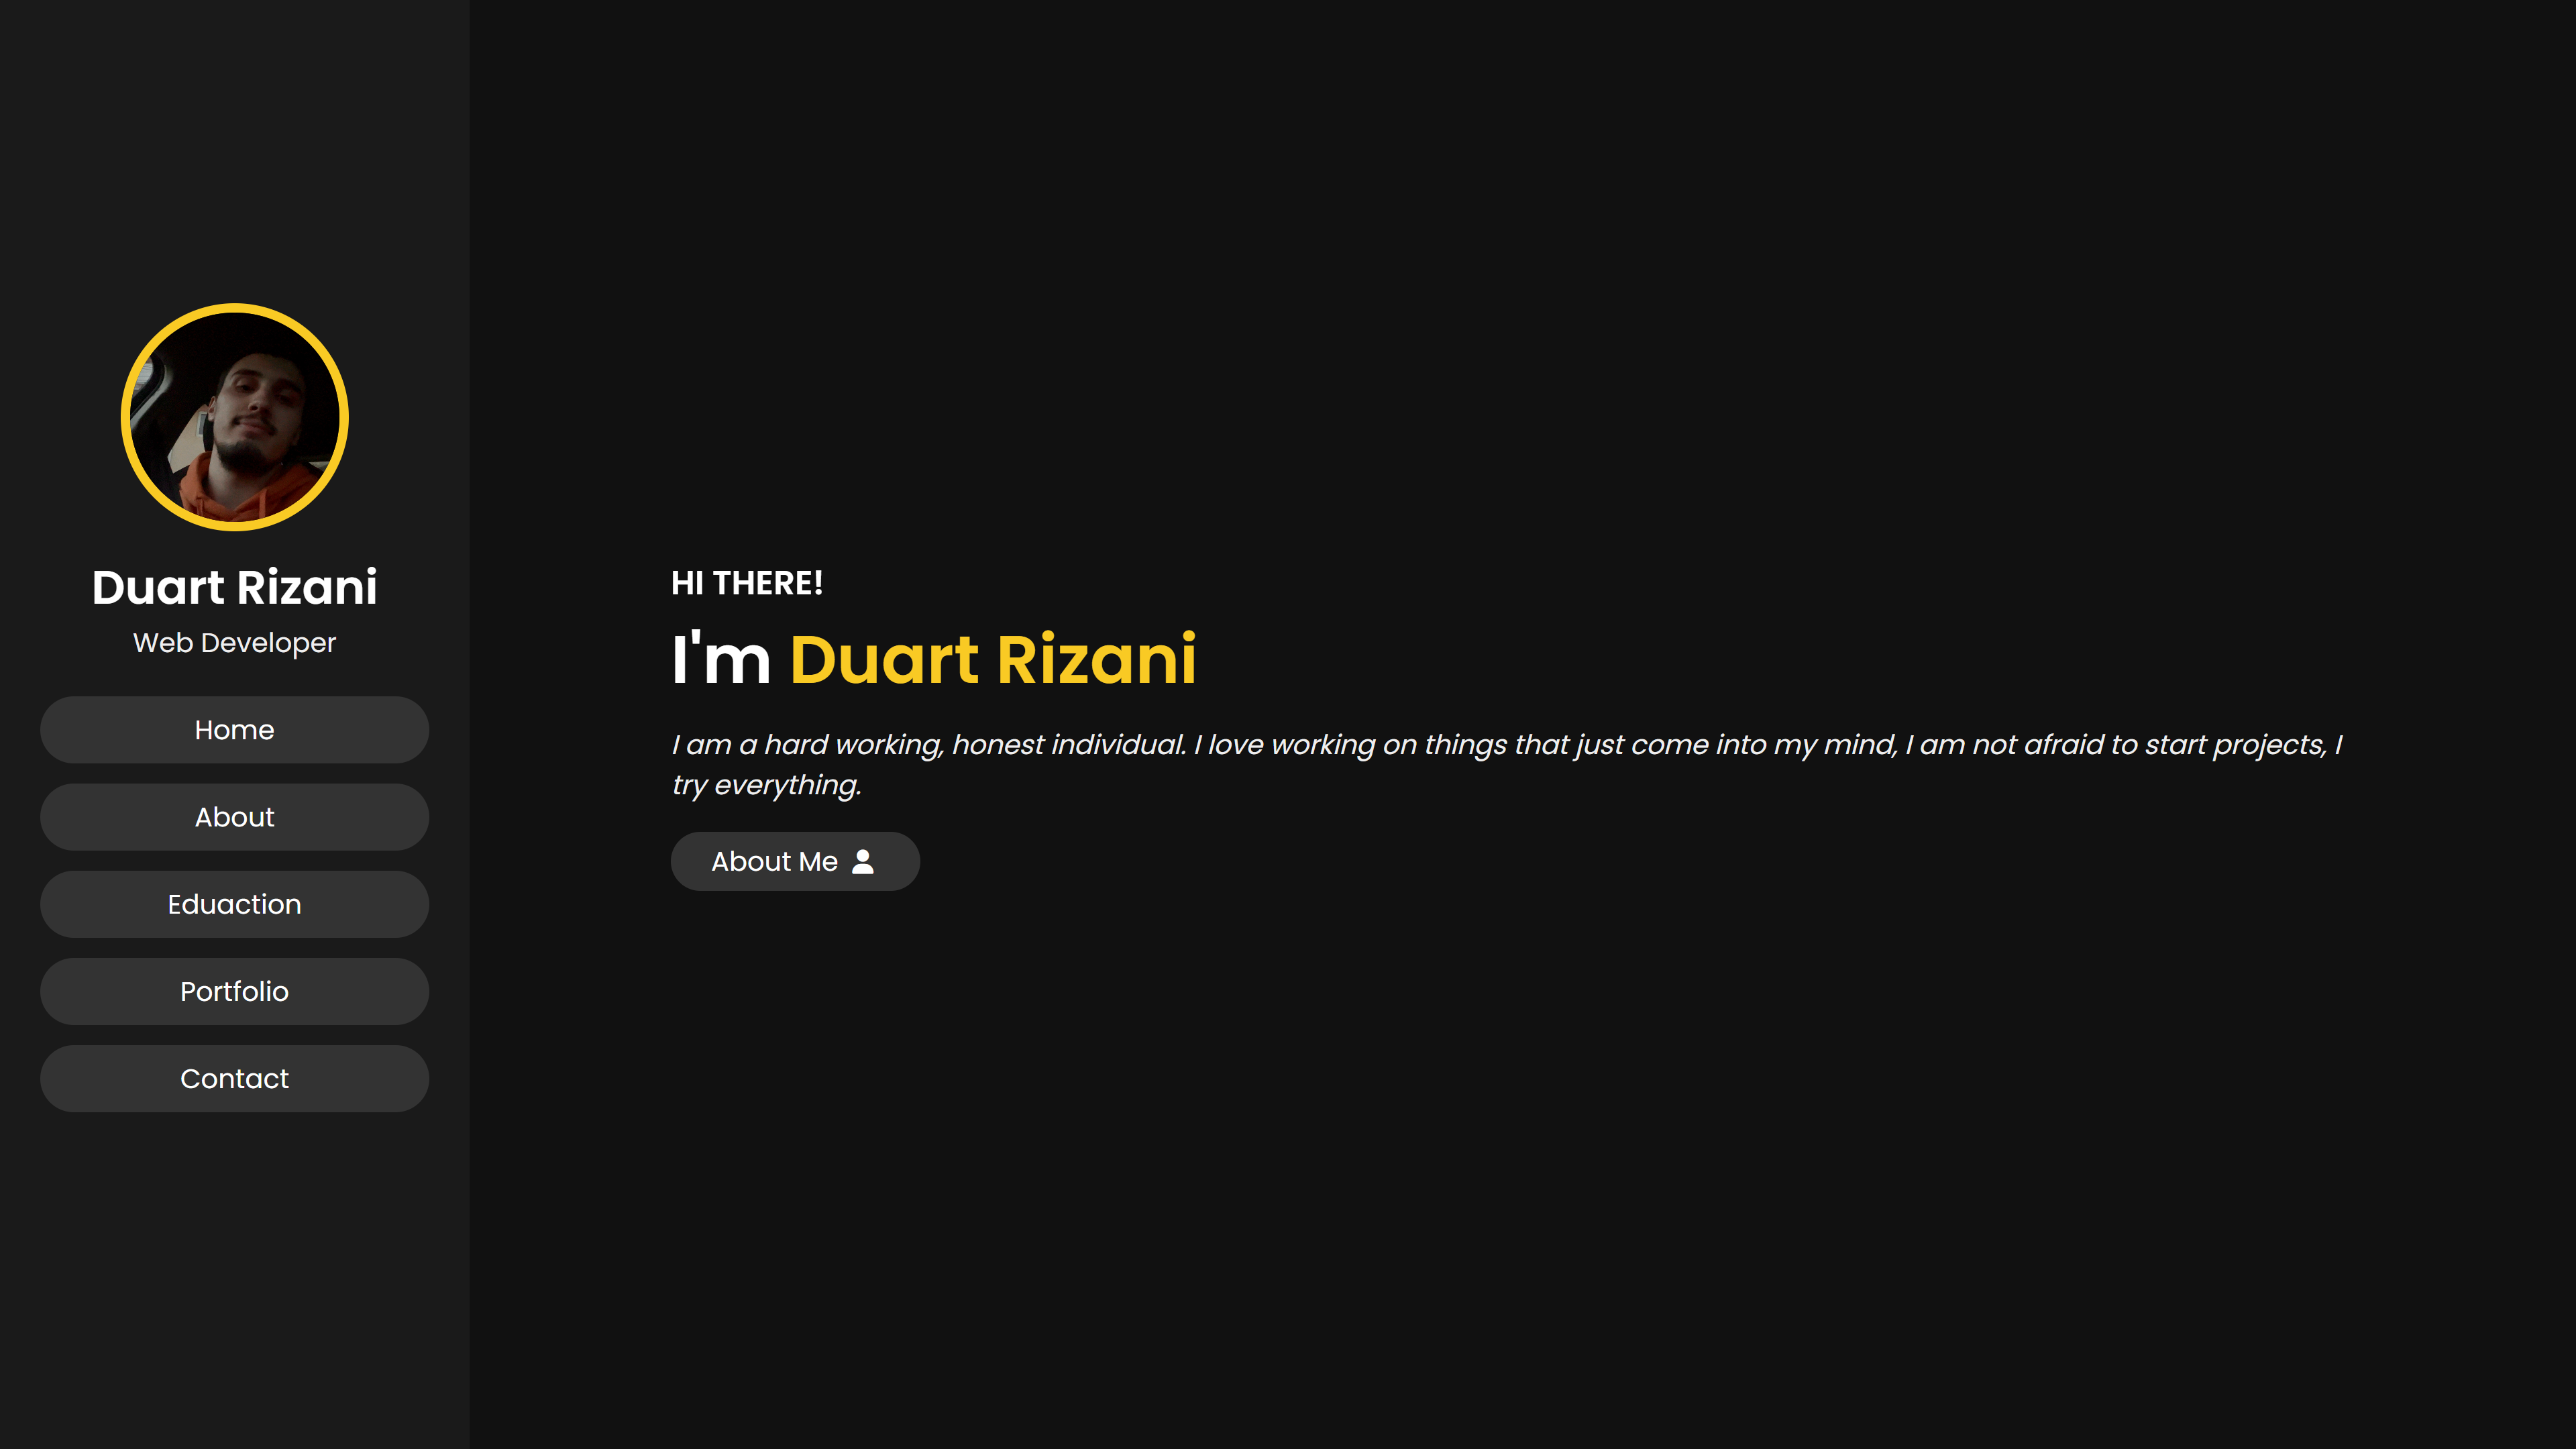 Duart Rizani
Web Developer
Home
About
Eduaction
Portfolio
Contact
HI THERE!
I'm Duart Rizani
I am a hard working, honest individual. I love working on things that just come into my mind, I am not afraid to start projects, I
try everything.
About Me